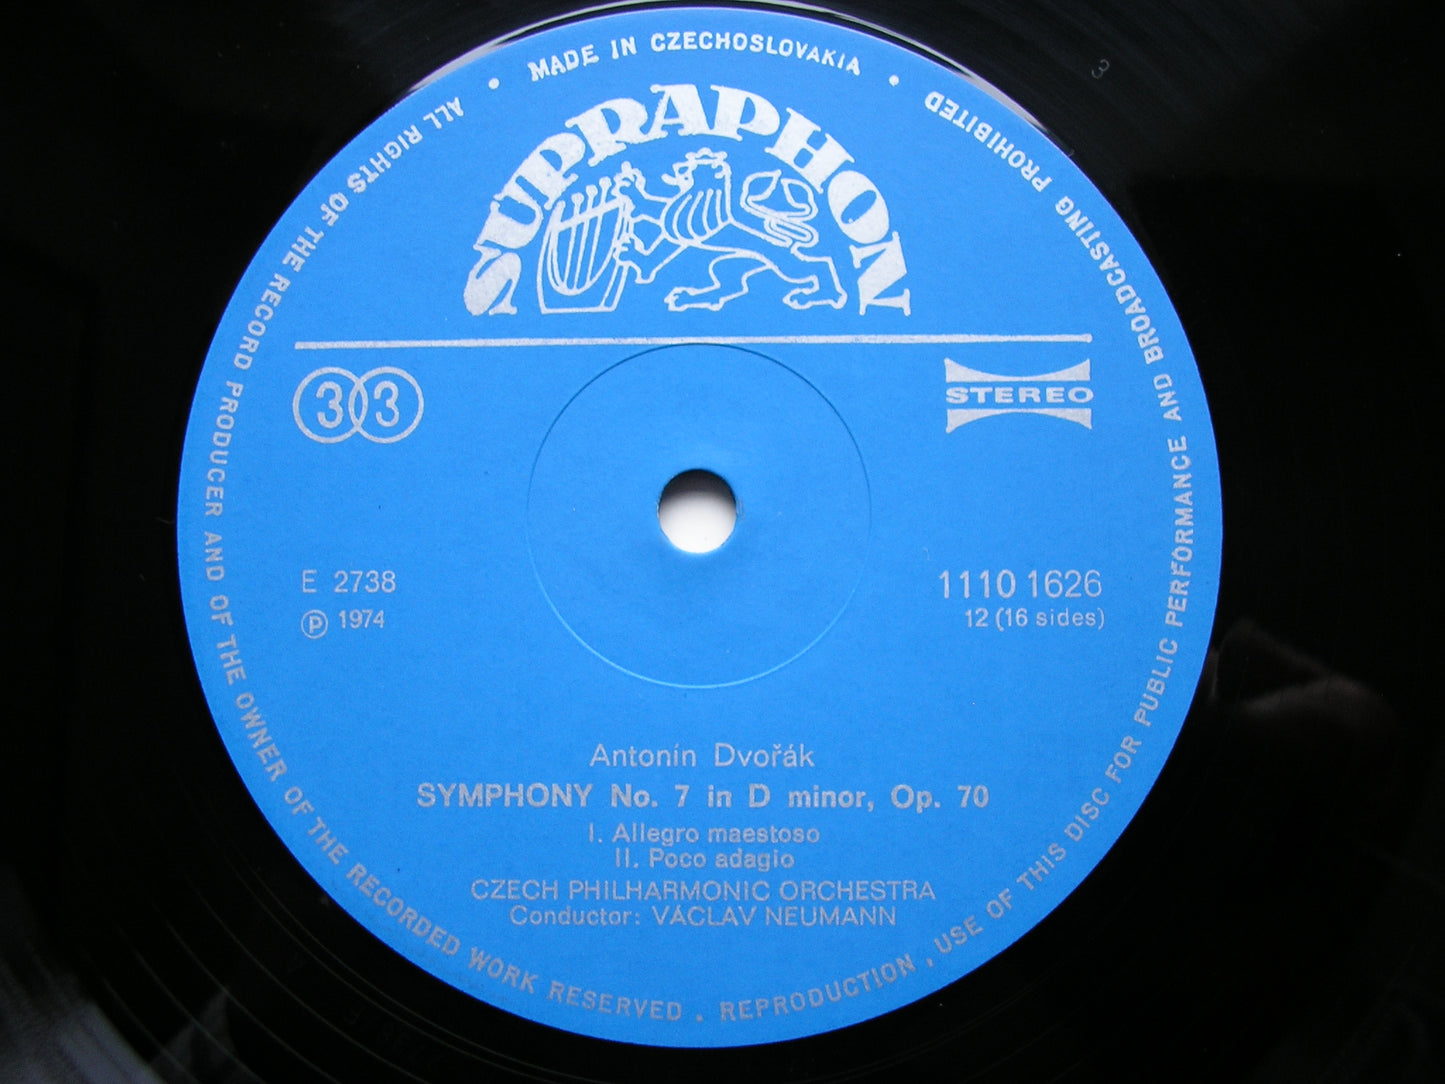 MADE IN CZECHOSLOVAKIA
SUPRAPHON
33
STEREO
E 2738
Ⓟ 1974
1110 1626
12 (16 sides)
Antonín Dvořák
SYMPHONY No. 7 in D minor, Op. 70
I. Allegro maestoso
II. Poco adagio
CZECH PHILHARMONIC ORCHESTRA
Conductor: VÁCLAV NEUMANN
ALL RIGHTS OF THE RECORD PRODUCER AND OF THE OWNER OF THE RECORDED WORK RESERVED . REPRODUCTION , USE OF THIS DISC FOR PUBLIC PERFORMANCE AND BROADCASTING PROHIBITED
3